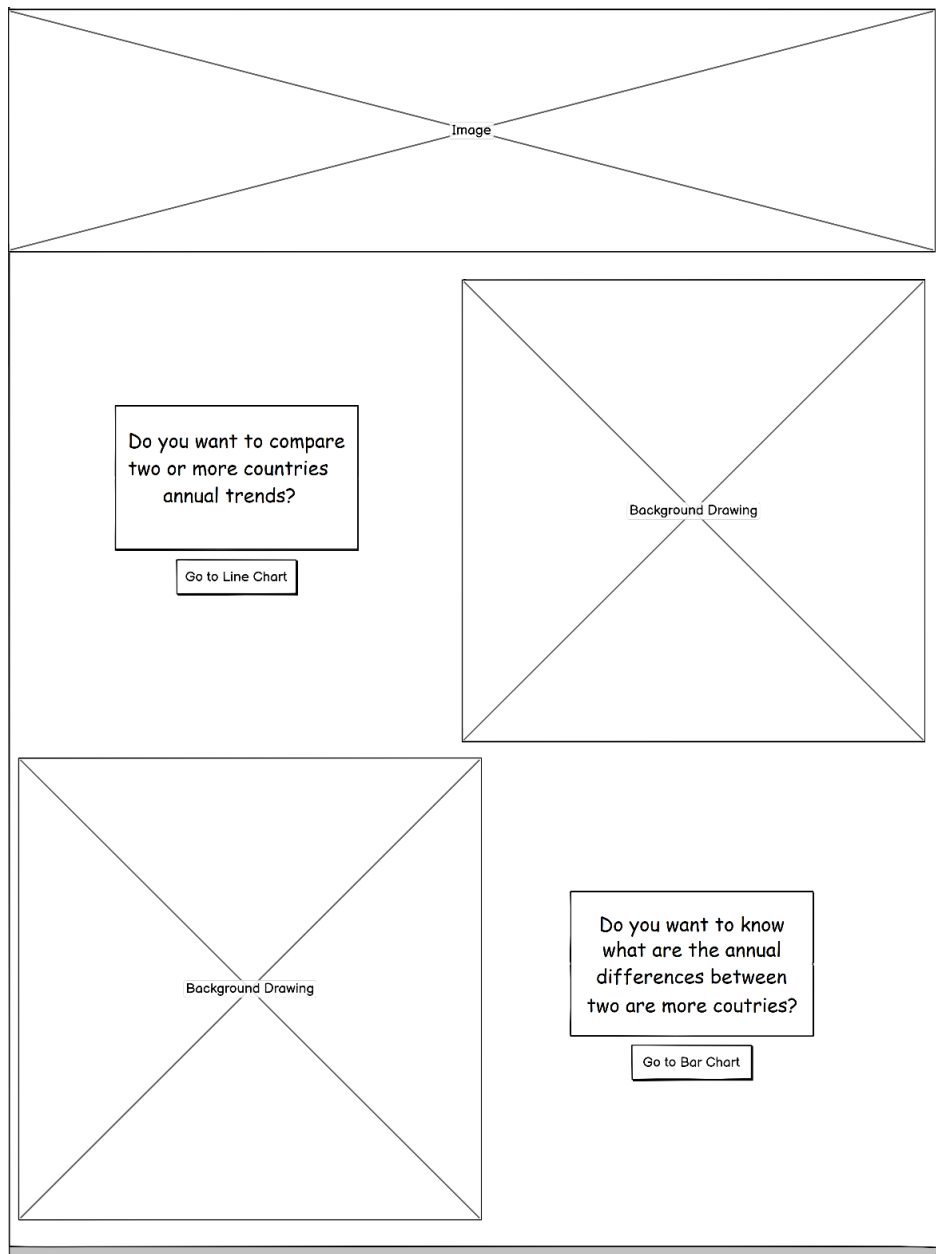 Image
Do you want to compare
two or more countries
annual trends?
Go to Line Chart
Background Drawing
Background Drawing
Do you want to know
what are the annual
differences between
two are more coutries?
Go to Bar Chart